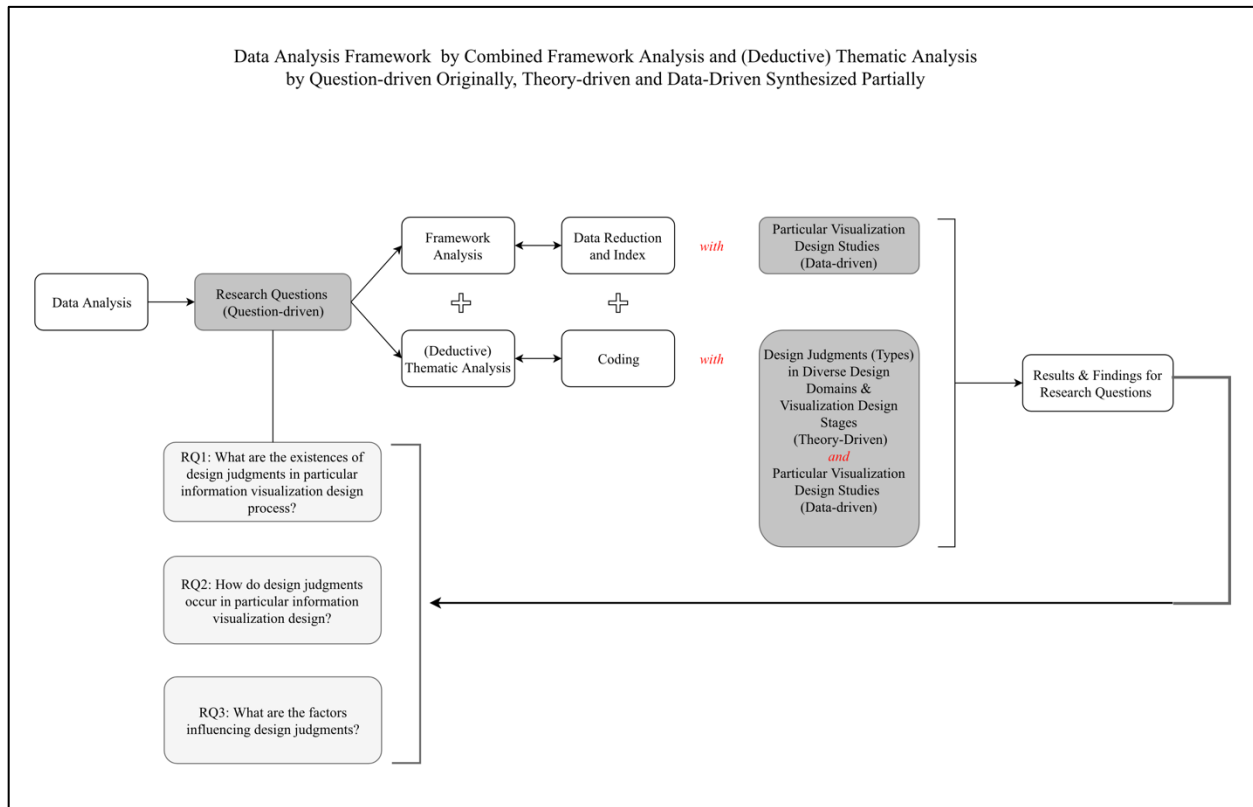 Data Analysis Framework by Combined Framework Analysis and (Deductive) Thematic Analysis
by Question-driven Originally, Theory-driven and Data-Driven Synthesized Partially
Data Analysis
Research Questions
(Question-driven)
Framework
Analysis
Data Reduction
and Index
with
Particular Visualization
Design Studies
(Data-driven)
(Deductive)
Thematic Analysis
Coding
with
Design Judgments (Types)
in Diverse Design
Domains &
Visualization Design
Stages
(Theory-Driven)
and
Particular Visualization
Design Studies
(Data-driven)
Results & Findings for
Research Questions
RQ1: What are the existences of
design judgments in particular
information visualization design
process?
RQ2: How do design judgments
occur in particular information
visualization design?
RQ3: What are the factors
influencing design judgments?